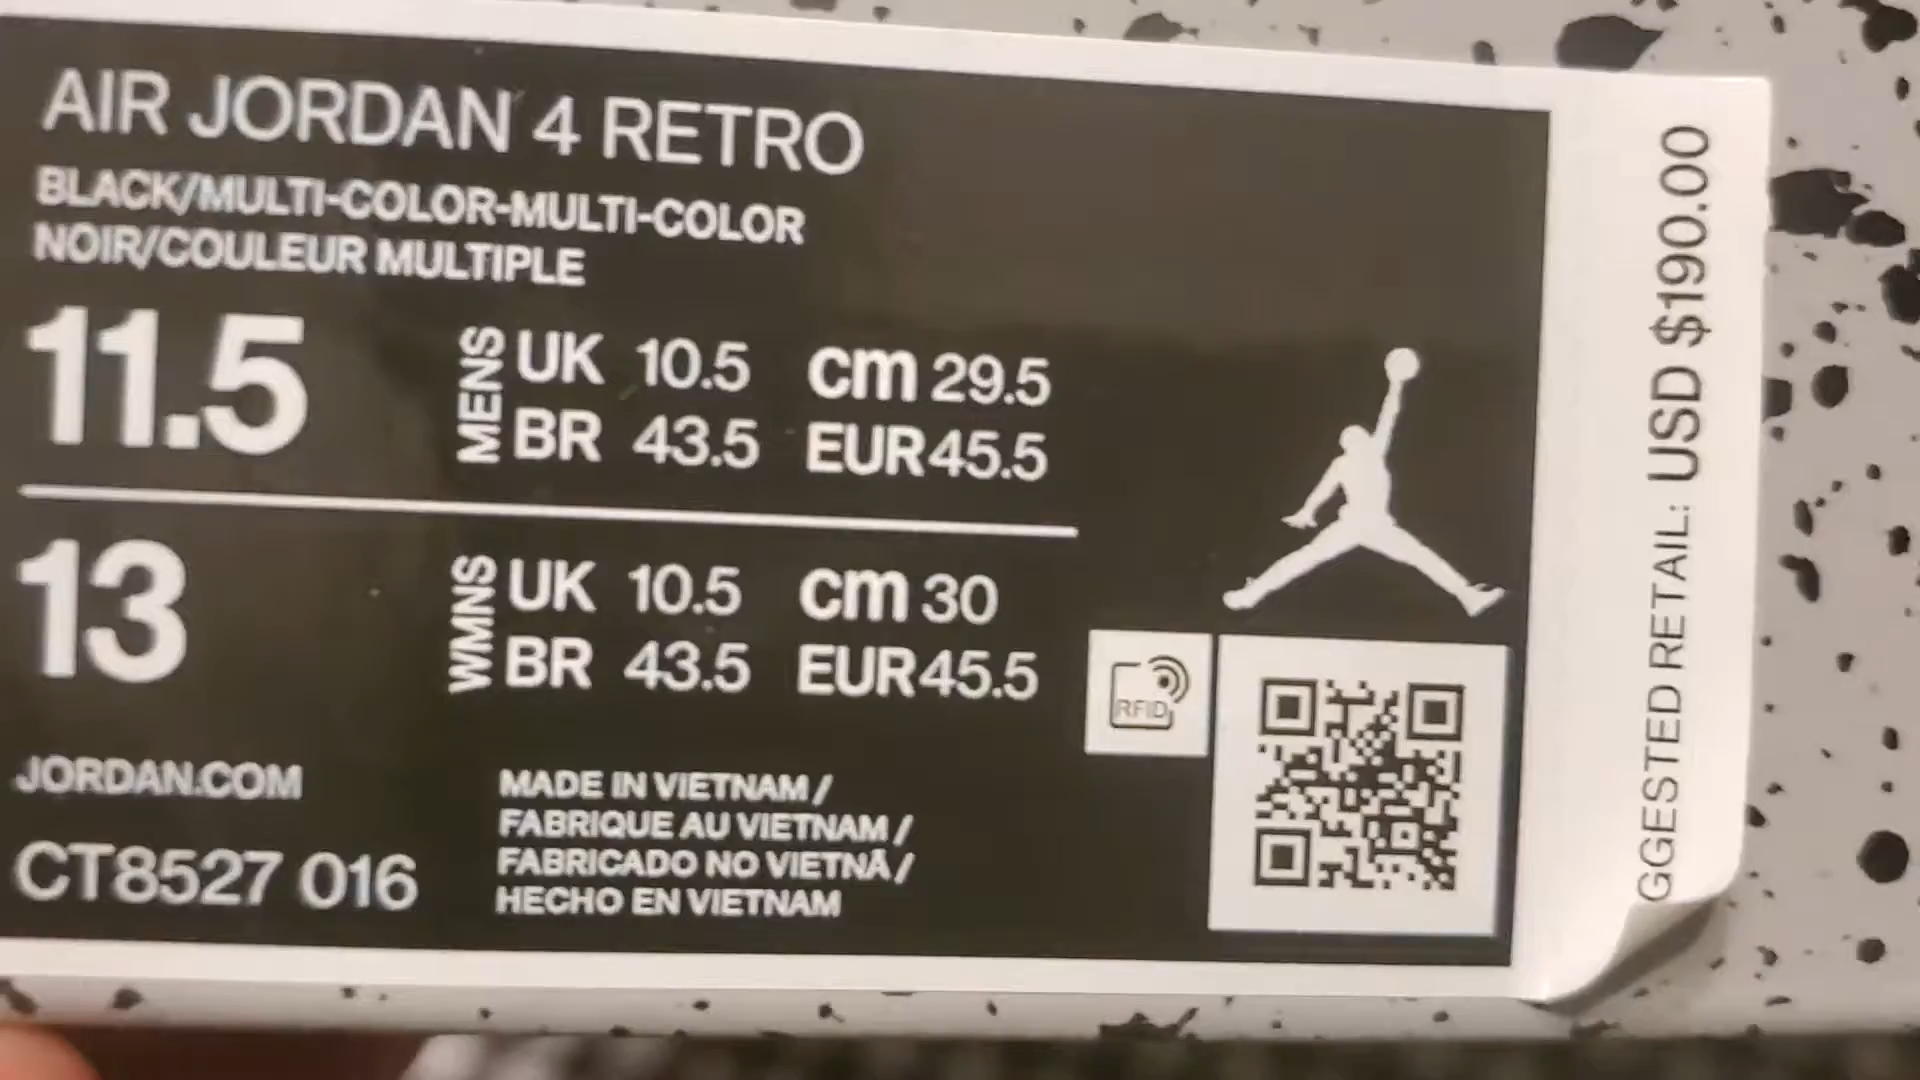 AIR JORDAN 4 RETRO
BLACK/MULTI-COLOR-MULTI-COLOR
NOIR/COULEUR MULTIPLE
11.5
MENS
UK 10.5 cm 29.5
BR 43.5 EUR 45.5
13
WMNS
UK 10.5 cm 30
BR 43.5 EUR 45.5
RFID
JORDAN.COM
CT8527 016
MADE IN VIETNAM /
FABRIQUE AU VIETNAM /
FABRICADO NO VIETNÃ /
HECHO EN VIETNAM
GGESTED RETAIL: USD $190.00